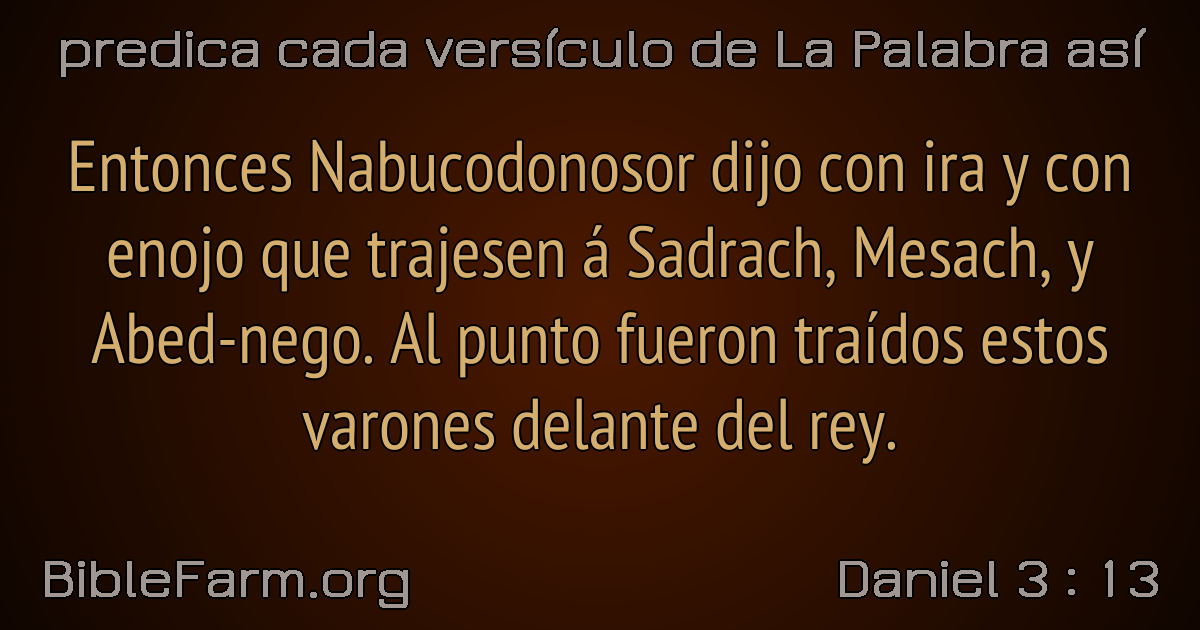 predica cada versículo de La Palabra así
Entonces Nabucodonosor dijo con ira y con
enojo que trajesen á Sadrach, Mesach, y
Abed-nego. Al punto fueron traídos estos
varones delante del rey.
BibleFarm.org
Daniel 3 : 13